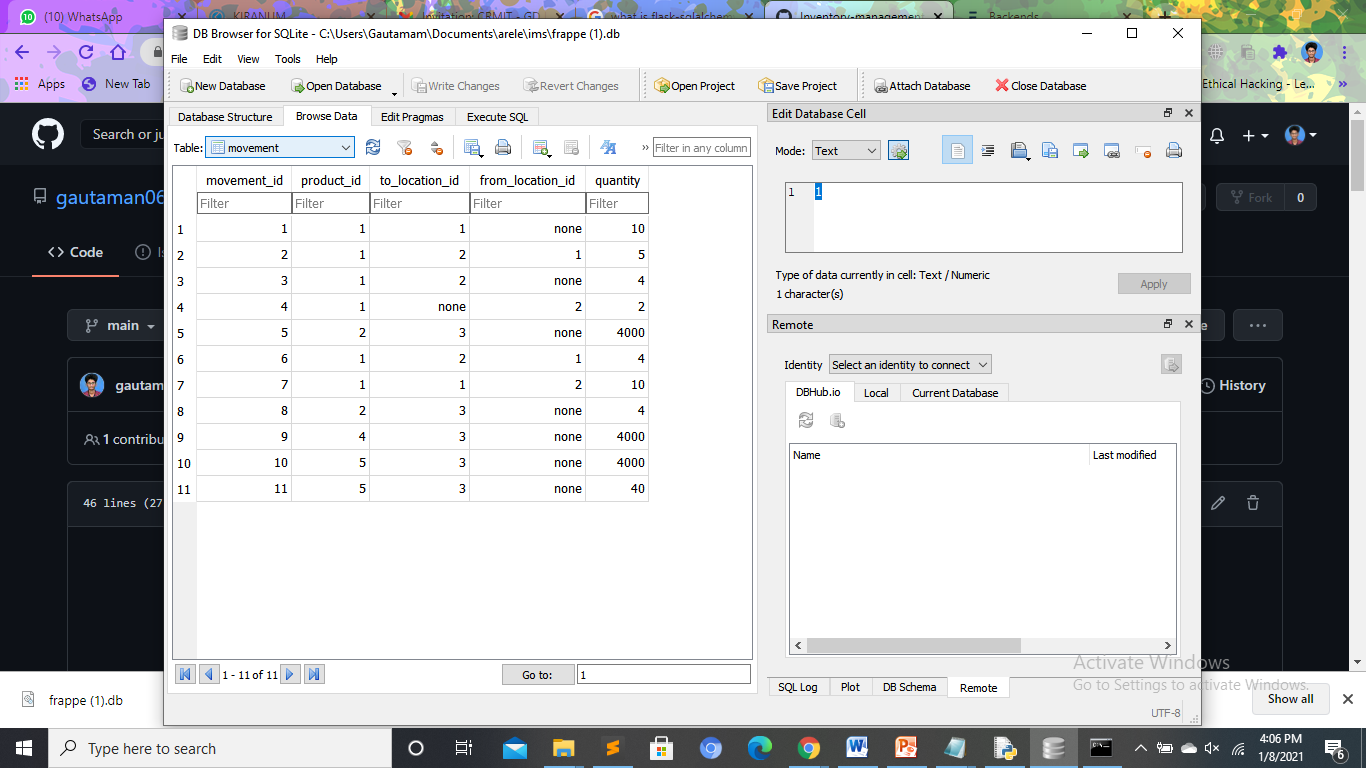 (10) WhatsApp
DB Browser for SQLite - C:\Users\Gautamam\Documents\arele\ims\frappe (1).db
File Edit View Tools Help
New Database Open Database Write Changes Revert Changes Open Project Save Project Attach Database Close Database »
Apps New Tab
Ethical Hacking - Le... »
Search or ju
gautaman06
Fork 0
Code
main
gautam
History
1 contribu
46 lines (27
Database Structure Browse Data Edit Pragmas Execute SQL
Table: movement » Filter in any column
movement_id product_id to_location_id from_location_id quantity
Filter Filter Filter Filter Filter
1 1 1 1 none 10
2 2 1 2 1 5
3 3 1 2 none 4
4 4 1 none 2 2
5 5 2 3 none 4000
6 6 1 2 1 4
7 7 1 1 2 10
8 8 2 3 none 4
9 9 4 3 none 4000
10 10 5 3 none 4000
11 11 5 3 none 40
1 - 11 of 11 Go to: 1
Edit Database Cell
Mode: Text
1 1
Type of data currently in cell: Text / Numeric
1 character(s)
Apply
Remote
Identity Select an identity to connect
DBHub.io Local Current Database
Name Last modified
SQL Log Plot DB Schema Remote
UTF-8
Activate Windows
Go to Settings to activate Windows.
frappe (1).db
Show all
Type here to search
4:06 PM
1/8/2021
6